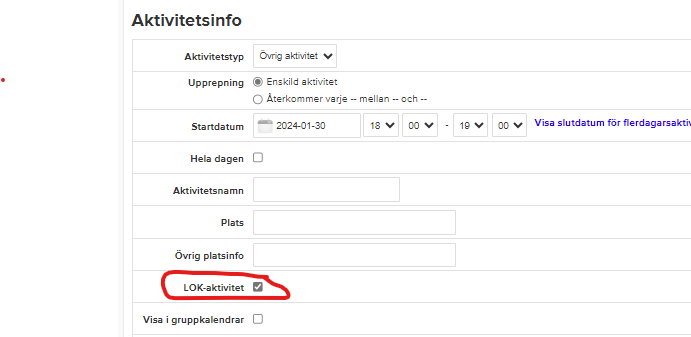 Aktivitetsinfo
Aktivitetstyp Övrig aktivitet
Upprepning Enskild aktivitet
Återkommer varje -- mellan -- och --
Startdatum 2024-01-30 18 00 - 19 00 Visa slutdatum för flerdagarsaktiv
Hela dagen
Aktivitetsnamn
Plats
Övrig platsinfo
LOK-aktivitet
Visa i gruppkalendrar